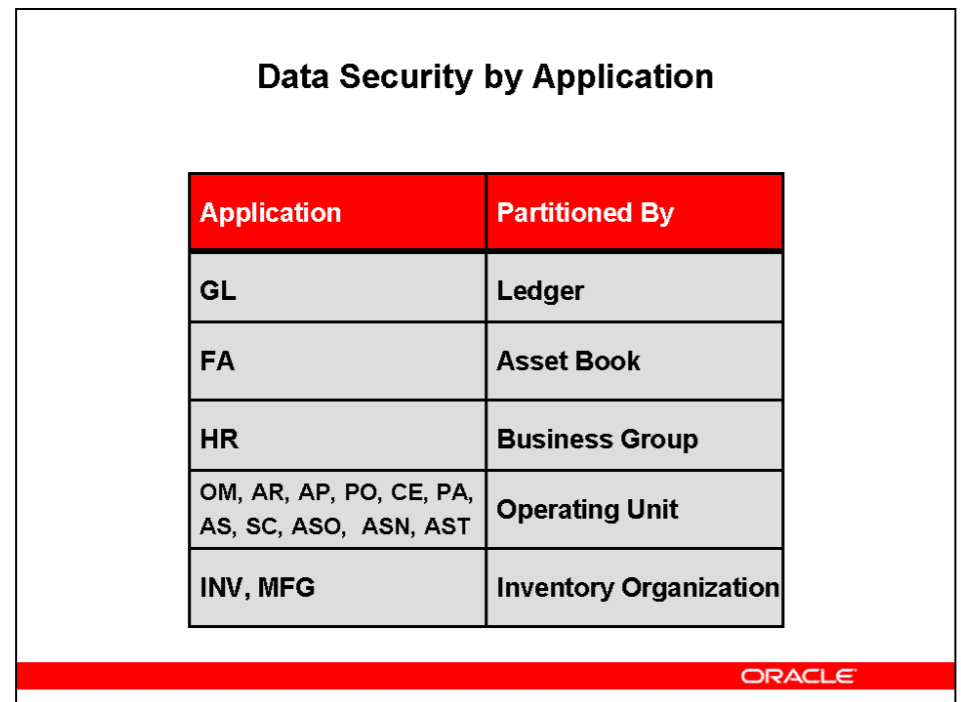 Data Security by Application
Application
Partitioned By
GL
Ledger
FA
Asset Book
HR
Business Group
OM, AR, AP, PO, CE, PA,
AS, SC, ASO, ASN, AST
Operating Unit
INV, MFG
Inventory Organization
ORACLE